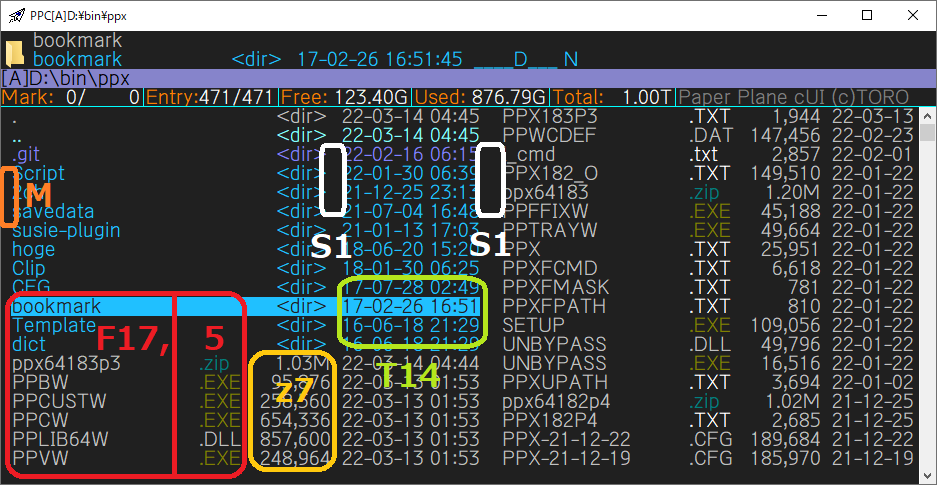 PPC[A]D:¥bin¥ppx
bookmark
bookmark <dir> 17-02-26 16:51:45 ____D___ N
[A]D:\bin\ppx
Mark: 0/ 0 Entry:471/471 Free: 123.40G Used: 876.79G Total: 1.00T Paper Plane cUI (c)TORO
. <dir> 22-03-14 04:45 PPX183P3 .TXT 1,944 22-03-13
.. <dir> 22-03-14 04:45 PPWCDEF .DAT 147,456 22-02-23
.git <dir> 22-02-16 06:15 _cmd .txt 2,857 22-02-01
Script <dir> 22-01-30 06:39 PPX182_O .TXT 149,510 22-01-22
<dir> 21-12-25 23:13 ppx64183 .zip 1.20M 22-01-22
M
savedata <dir> 21-07-04 16:48 PPFFIXW .EXE 45,188 22-01-22
susie-plugin <dir> 21-01-13 17:03 PPTRAYW .EXE 49,664 22-01-22
S1 S1
hoge <dir> 18-06-20 15:20 PPX .TXT 25,951 22-01-22
Clip <dir> 18-01-30 06:25 PPXFCMD .TXT 6,618 22-01-22
CFG <dir> 17-07-28 02:49 PPXFMASK .TXT 781 22-01-22
bookmark <dir> 17-02-26 16:51 PPXFPATH .TXT 810 22-01-22
Template <dir> 16-06-18 21:29 SETUP .EXE 109,056 22-01-22
F17, 5
dict <dir> 16-06-18 21:29 UNBYPASS .DLL 49,796 22-01-22
ppx64183p3 .zip 1.03M 22-03-14 04:44 UNBYPASS .EXE 16,516 22-01-22
T14
PPBW .EXE 22-03-13 01:53 PPXUPATH .TXT 3,694 22-01-02
z7
PPCUSTW .EXE 22-03-13 01:53 ppx64182p4 .zip 1.02M 21-12-25
PPCW .EXE 654,336 22-03-13 01:53 PPX182P4 .TXT 2,685 21-12-25
PPLIB64W .DLL 857,600 22-03-13 01:53 PPX-21-12-22 .CFG 189,684 21-12-22
PPVW .EXE 248,964 22-03-13 01:53 PPX-21-12-19 .CFG 185,970 21-12-19